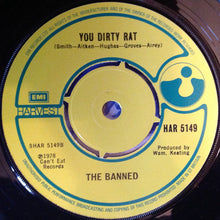 YOU DIRTY RAT
(Smith—Aitken—Hughes—Groves—Airey)
EMI
HARVEST
HAR 5149
SHAR 5149B
℗1978
Can't Eat
Records
Produced by
Wam. Keating
THE BANNED